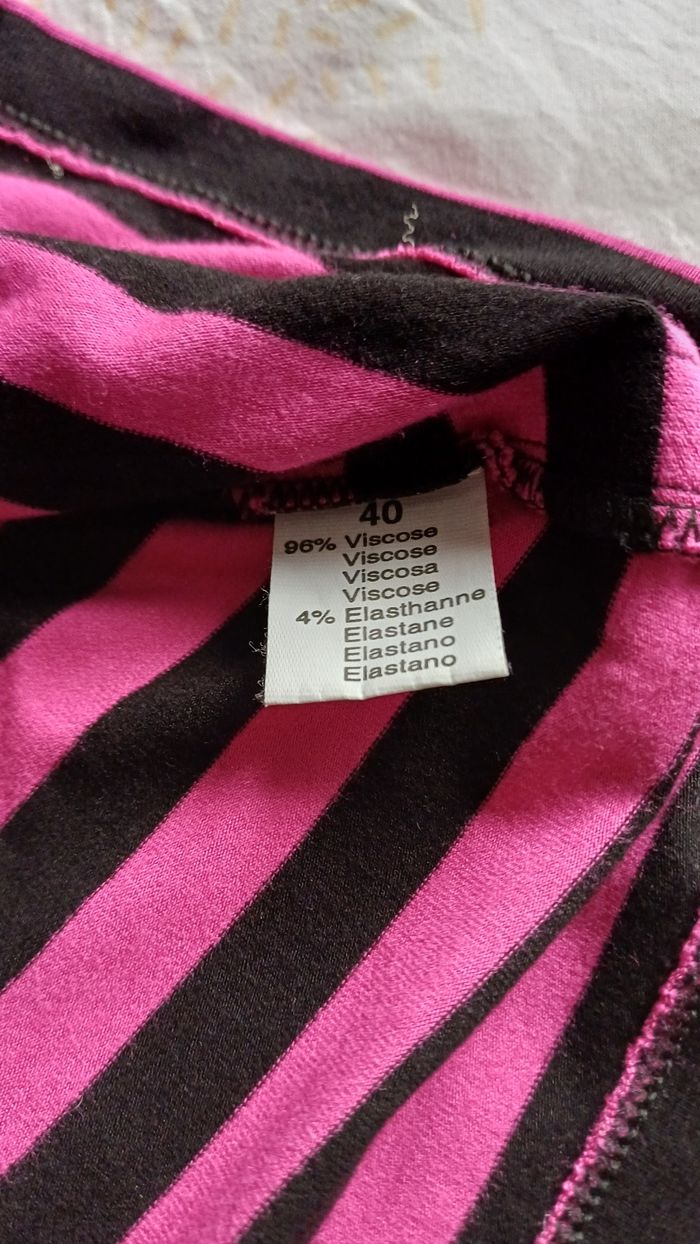 40
96% Viscose
Viscose
Viscosa
Viscose
4% Elasthanne
Elastane
Elastano
Elastano